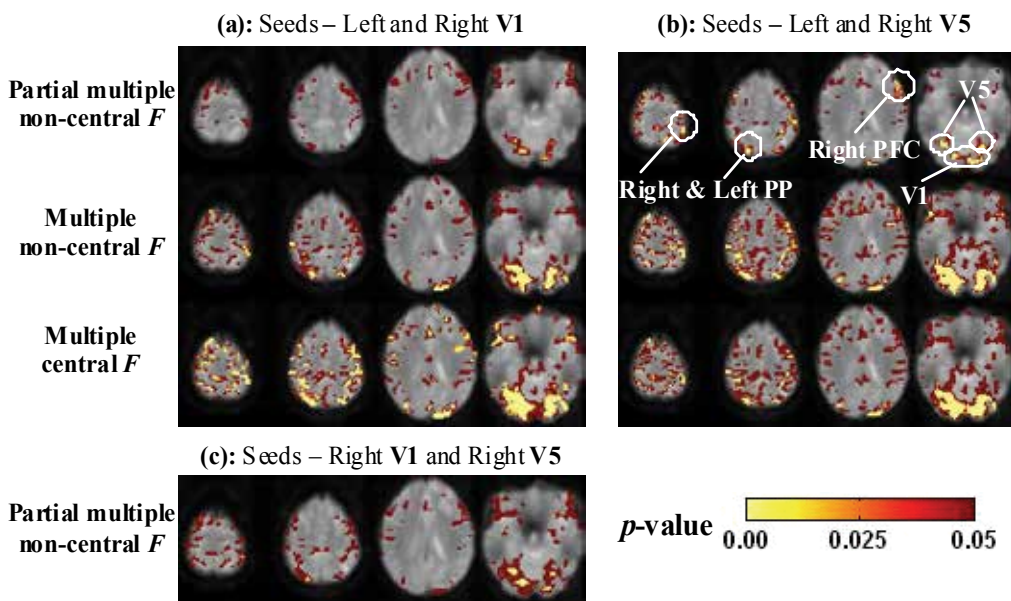 (a): Seeds – Left and Right V1
(b): Seeds – Left and Right V5
Partial multiple
non-central F
V5
Right PFC
Right & Left PP
V1
Multiple
non-central F
Multiple
central F
(c): Seeds – Right V1 and Right V5
Partial multiple
non-central F
p-value
0.00 0.025 0.05